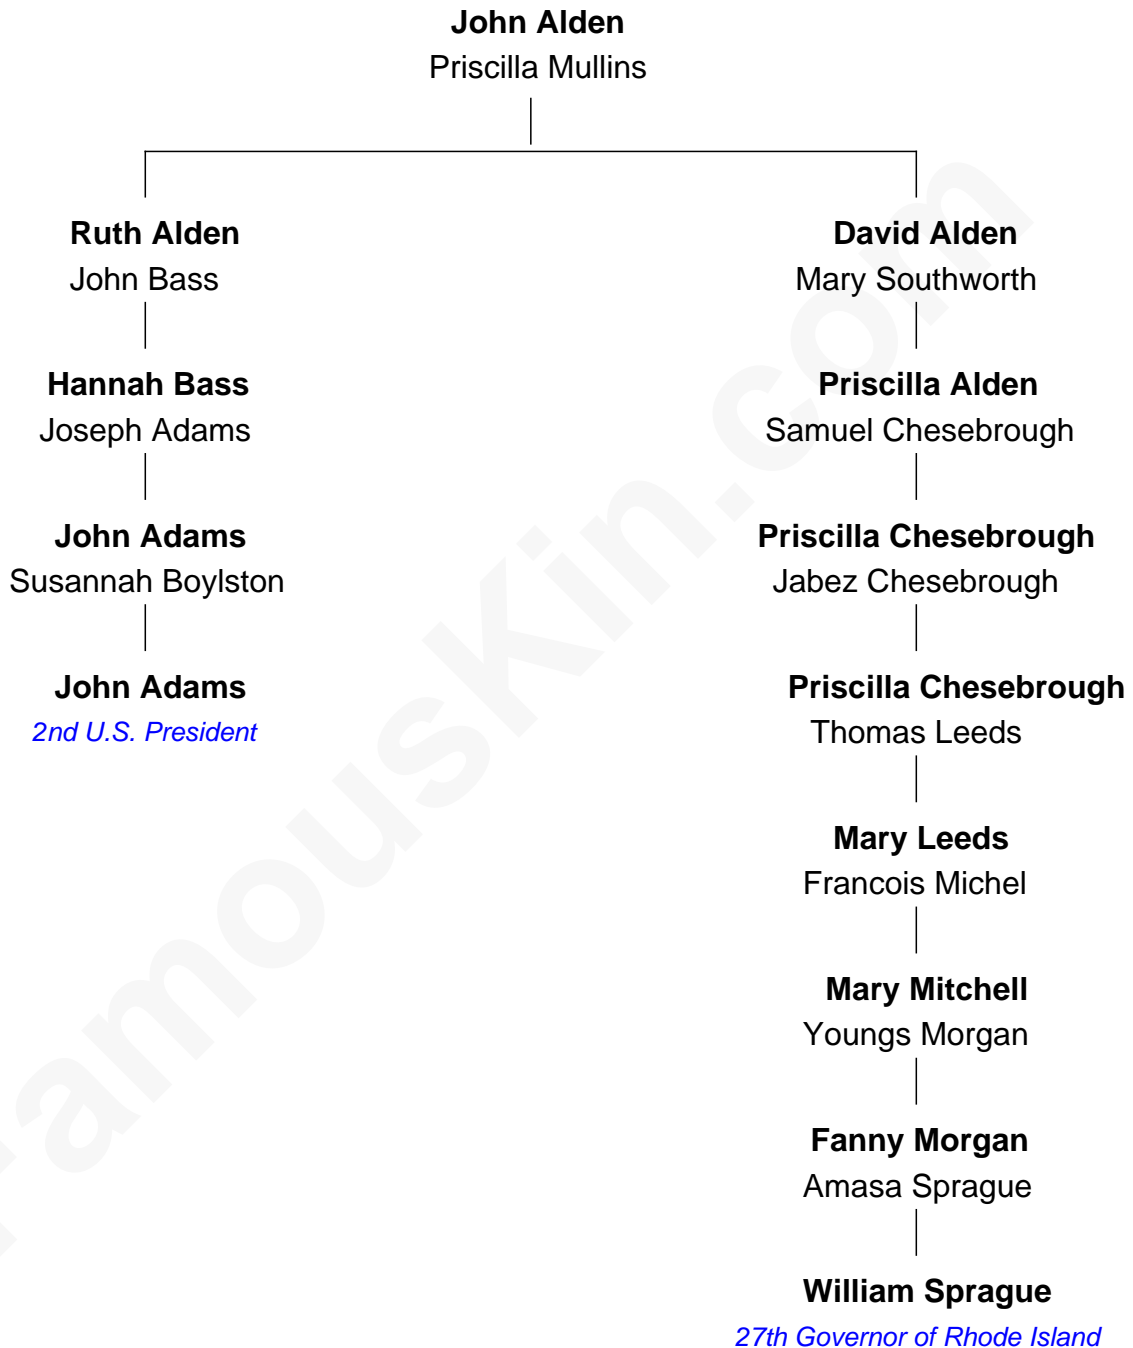 John Alden
Priscilla Mullins
Ruth Alden
John Bass
David Alden
Mary Southworth
Hannah Bass
Joseph Adams
Priscilla Alden
Samuel Chesebrough
John Adams
Susannah Boylston
Priscilla Chesebrough
Jabez Chesebrough
John Adams
2nd U.S. President
Priscilla Chesebrough
Thomas Leeds
Mary Leeds
Francois Michel
Mary Mitchell
Youngs Morgan
Fanny Morgan
Amasa Sprague
William Sprague
27th Governor of Rhode Island
FamousKin.com